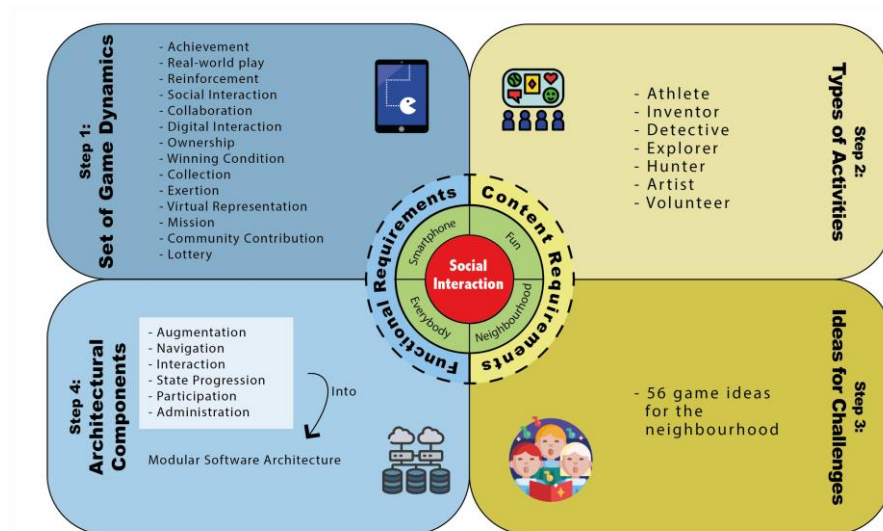 Step 1:
Set of Game Dynamics
- Achievement
- Real-world play
- Reinforcement
- Social Interaction
- Collaboration
- Digital Interaction
- Ownership
- Winning Condition
- Collection
- Exertion
- Virtual Representation
- Mission
- Community Contribution
- Lottery
Step 2:
Types of Activities
- Athlete
- Inventor
- Detective
- Explorer
- Hunter
- Artist
- Volunteer
Functional Requirements
Content Requirements
Smartphone
Fun
Everybody
Neighbourhood
Social
Interaction
Step 4:
Architectural
Components
- Augmentation
- Navigation
- Interaction
- State Progression
- Participation
- Administration
Into
Modular Software Architecture
Step 3:
Ideas for Challenges
- 56 game ideas
for the
neighbourhood